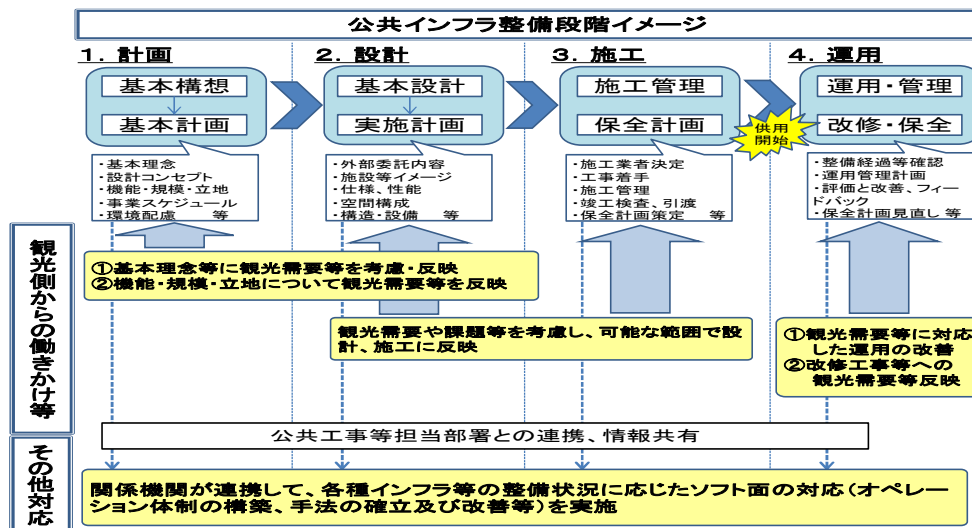 公共インフラ整備段階イメージ
1．計画
基本構想
基本計画
・基本理念
・設計コンセプト
・機能・規模・立地
・事業スケジュール
・環境配慮　等
2．設計
基本設計
実施計画
・外部委託内容
・施設等イメージ
・仕様、性能
・空間構成
・構造・設備　等
3．施工
施工管理
保全計画
・施工業者決定
・工事着手
・施工管理
・竣工検査、引渡
・保全計画策定　等
供用
開始
4．運用
運用・管理
改修・保全
・整備経過等確認
・運用管理計画
・評価と改善、フィー
ドバック
・保全計画見直し 等
観光側からの働きかけ等
①基本理念等に観光需要等を考慮・反映
②機能・規模・立地について観光需要等を反映
観光需要や課題等を考慮し、可能な範囲で設
計、施工に反映
①観光需要等に対応
した運用の改善
②改修工事等への
観光需要等反映
公共工事等担当部署との連携、情報共有
その他対応
関係機関が連携して、各種インフラ等の整備状況に応じたソフト面の対応（オペレー
ション体制の構築、手法の確立及び改善等）を実施